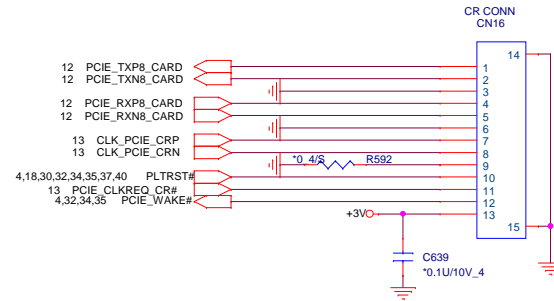 CR CONN
CN16
12 PCIE_TXP8_CARD 1 14
12 PCIE_TXN8_CARD 2
3
12 PCIE_RXP8_CARD 4
12 PCIE_RXN8_CARD 5
6
13 CLK_PCIE_CRP 7
13 CLK_PCIE_CRN 8
*0_4/S R592 9
4,18,30,32,34,35,37,40 PLTRST# 10
13 PCIE_CLKREQ_CR# 11
4,32,34,35 PCIE_WAKE# 12
+3V 13
15
C639
*0.1U/10V_4